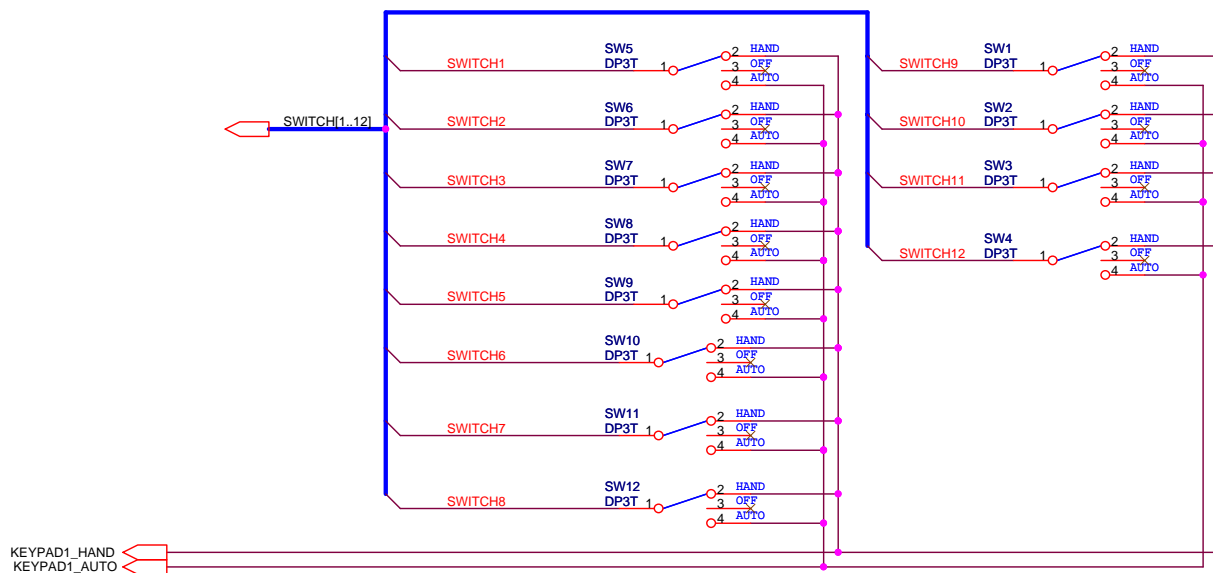 SWITCH[1..12]
SWITCH1 SW5 DP3T 1 2 HAND 3 OFF 4 AUTO
SWITCH2 SW6 DP3T 1 2 HAND 3 OFF 4 AUTO
SWITCH3 SW7 DP3T 1 2 HAND 3 OFF 4 AUTO
SWITCH4 SW8 DP3T 1 2 HAND 3 OFF 4 AUTO
SWITCH5 SW9 DP3T 1 2 HAND 3 OFF 4 AUTO
SWITCH6 SW10 DP3T 1 2 HAND 3 OFF 4 AUTO
SWITCH7 SW11 DP3T 1 2 HAND 3 OFF 4 AUTO
SWITCH8 SW12 DP3T 1 2 HAND 3 OFF 4 AUTO
SWITCH9 SW1 DP3T 1 2 HAND 3 OFF 4 AUTO
SWITCH10 SW2 DP3T 1 2 HAND 3 OFF 4 AUTO
SWITCH11 SW3 DP3T 1 2 HAND 3 OFF 4 AUTO
SWITCH12 SW4 DP3T 1 2 HAND 3 OFF 4 AUTO
KEYPAD1_HAND
KEYPAD1_AUTO